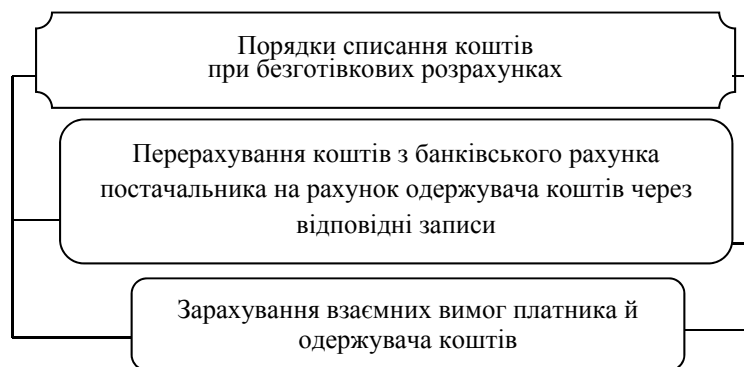 Порядки списання коштів
при безготівкових розрахунках
Перерахування коштів з банківського рахунка
постачальника на рахунок одержувача коштів через
відповідні записи
Зарахування взаємних вимог платника й
одержувача коштів